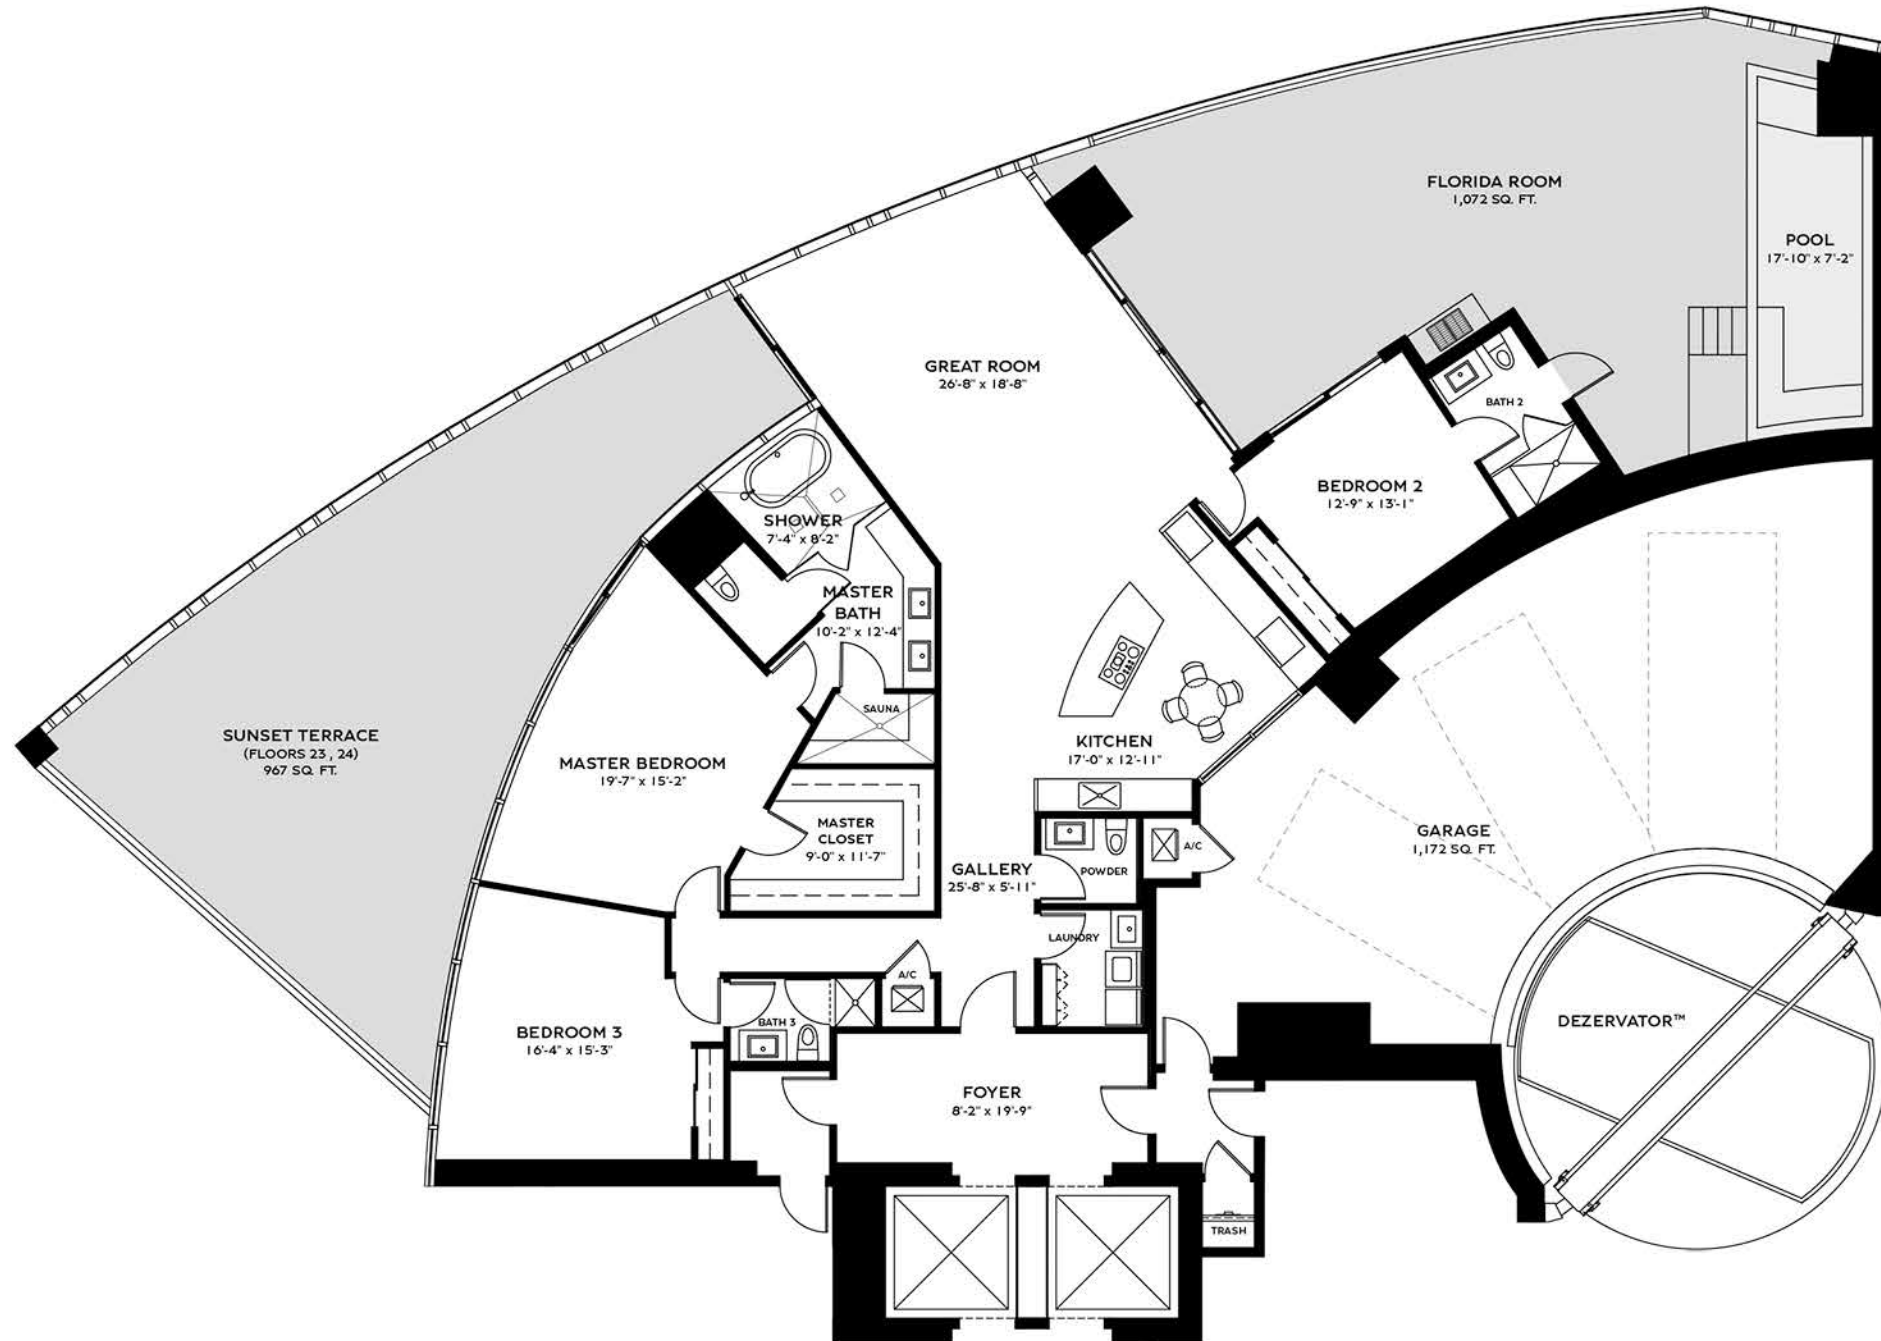 FLORIDA ROOM
1,072 SQ. FT.
POOL
17'-10" x 7'-2"
GREAT ROOM
26'-8" x 18'-8"
BATH 2
BEDROOM 2
12'-9" x 13'-1"
SHOWER
7'-4" x 8'-2"
MASTER
BATH
10'-2" x 12'-4"
SAUNA
SUNSET TERRACE
(FLOORS 23 , 24)
967 SQ. FT.
MASTER BEDROOM
19'-7" x 15'-2"
KITCHEN
17'-0" x 12'-11"
MASTER
CLOSET
9'-0" x 11'-7"
GARAGE
1,172 SQ. FT.
A/C
GALLERY
25'-8" x 5'-11"
POWDER
LAUNDRY
A/C
BATH 3
BEDROOM 3
16'-4" x 15'-3"
DEZERVATOR™
FOYER
8'-2" x 19'-9"
TRASH